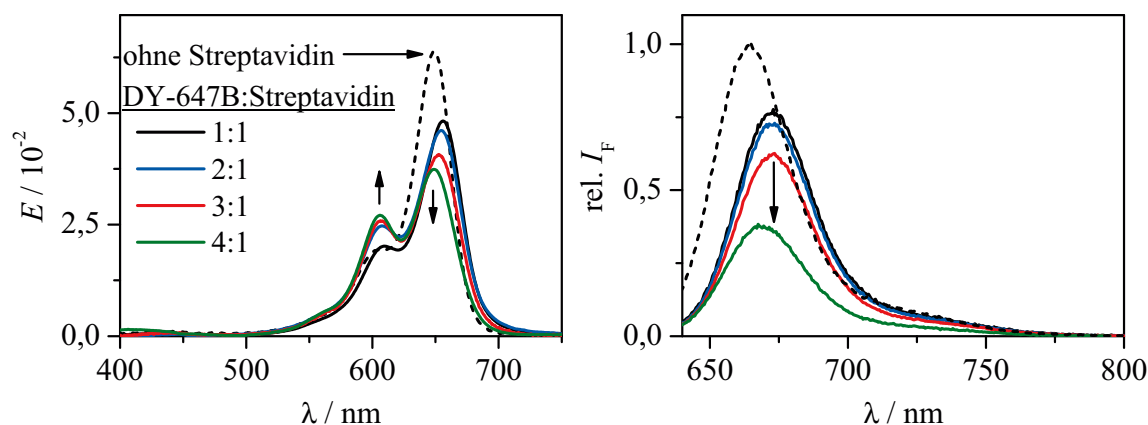 ohne Streptavidin
DY-647B:Streptavidin
1:1
2:1
3:1
4:1
5,0
2,5
0,0
E / 10⁻²
400 500 600 700
λ / nm
1,0
0,5
0,0
rel. I_F
650 700 750 800
λ / nm